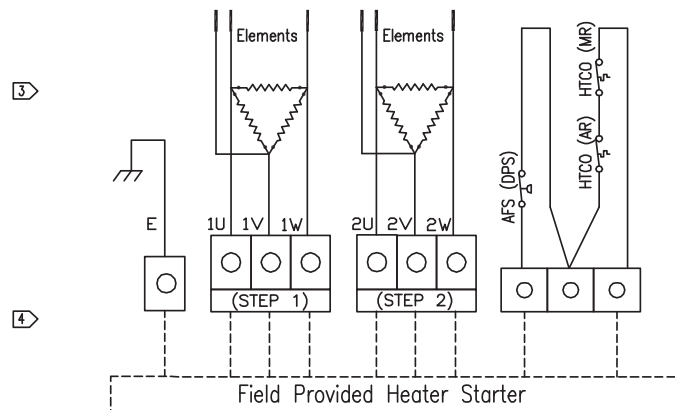 Elements
Elements
HTCO (MR)
3
HTCO (AR)
AFS (DPS)
E
1U
1V
1W
2U
2V
2W
(STEP 1)
(STEP 2)
4
Field Provided Heater Starter